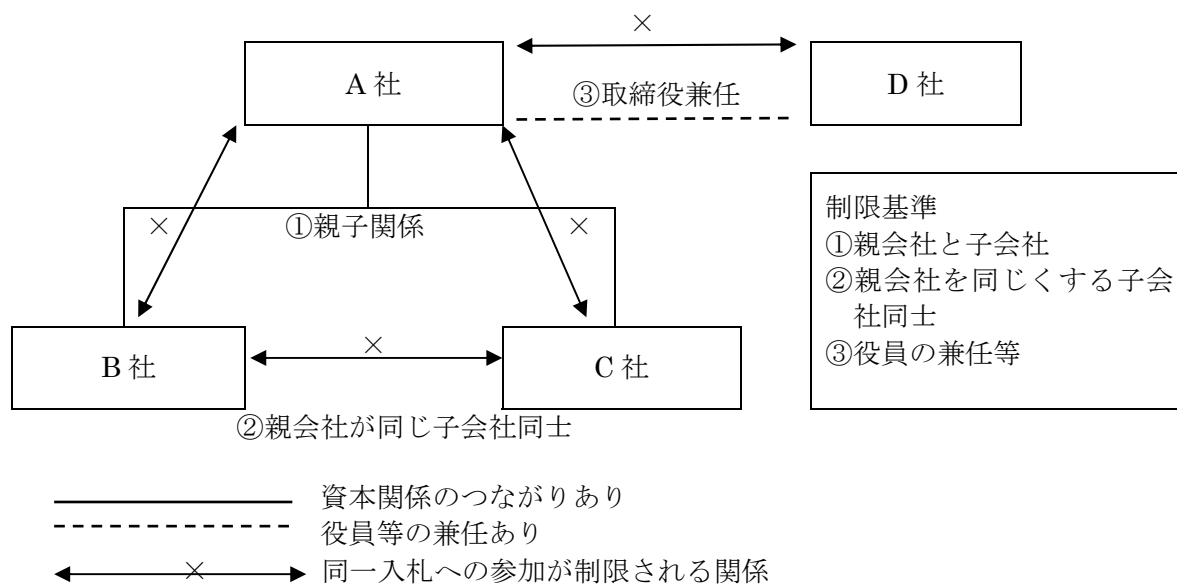 ×
A 社
D 社
③取締役兼任
×
①親子関係
×
制限基準
①親会社と子会社
②親会社を同じくする子会
社同士
③役員の兼任等
B 社
×
C 社
②親会社が同じ子会社同士
資本関係のつながりあり
役員等の兼任あり
×
同一入札への参加が制限される関係